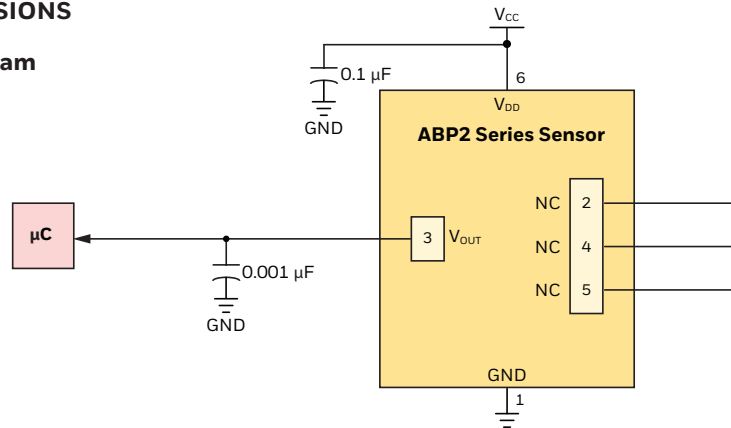 SIONS
am
VCC
0.1 µF
6
GND
VDD
ABP2 Series Sensor
NC 2
µC
3 VOUT
NC 4
0.001 µF
NC 5
GND
GND
1